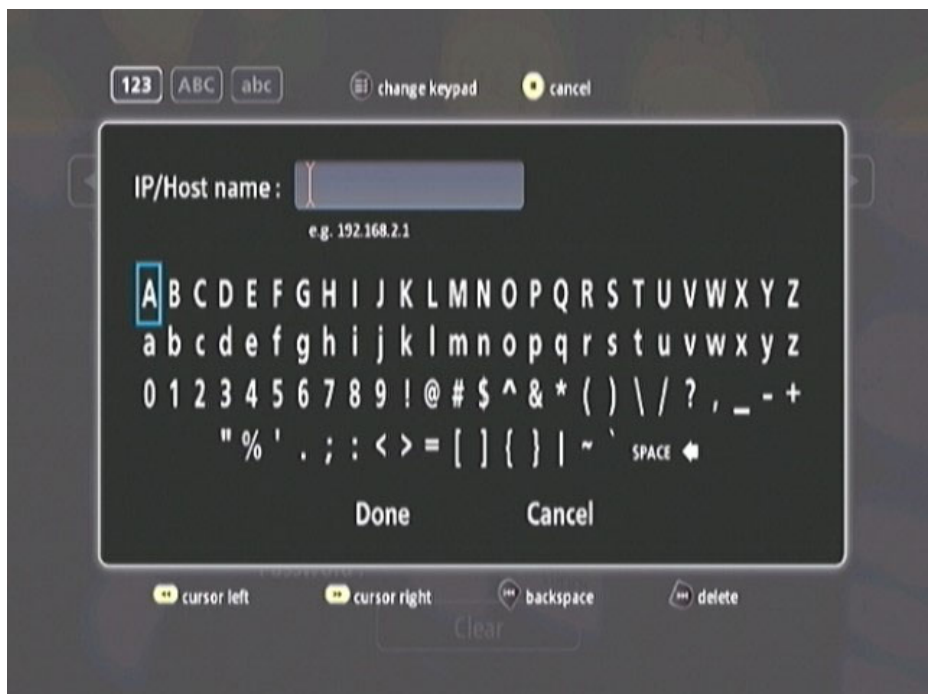 123 ABC abc change keypad cancel
IP/Host name :
e.g. 192.168.2.1
A B C D E F G H I J K L M N O P Q R S T U V W X Y Z
a b c d e f g h i j k l m n o p q r s t u v w x y z
0 1 2 3 4 5 6 7 8 9 ! @ # $ ^ & * ( ) \ / ? , _ - +
" % ' . ; : < > = [ ] { } | ~ ` SPACE
Done Cancel
Password :
cursor left cursor right backspace delete
Clear